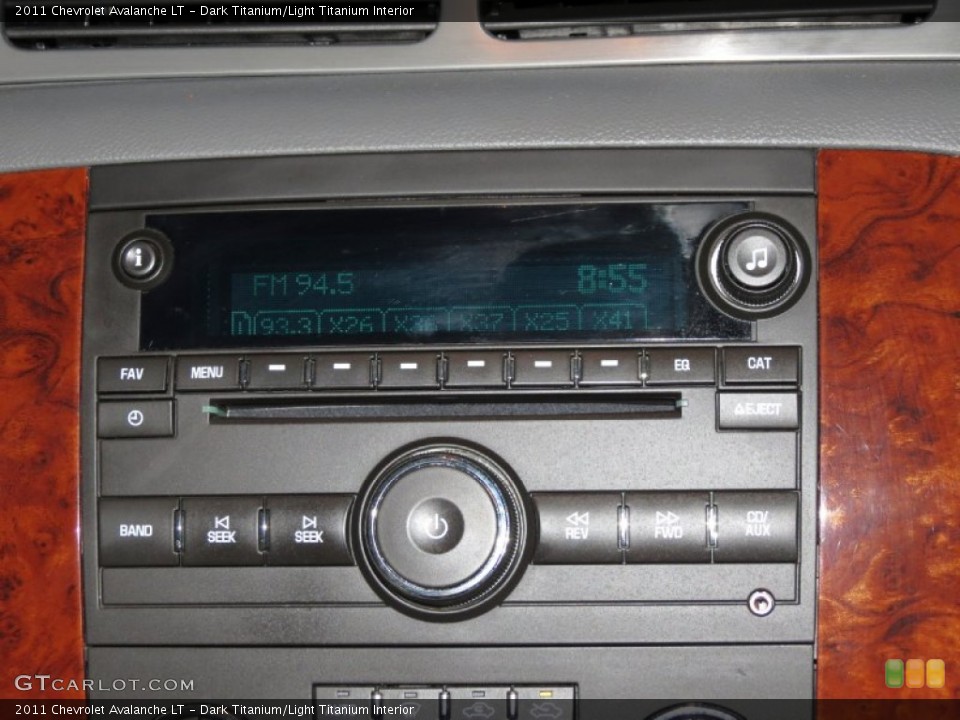 2011 Chevrolet Avalanche LT – Dark Titanium/Light Titanium Interior
i
FM 94.5 8:55
93.3 X26 X37 X25 X41
FAV MENU EQ CAT
EJECT
BAND SEEK SEEK REV FWD CD/
AUX
GTCARLOT.COM
2011 Chevrolet Avalanche LT – Dark Titanium/Light Titanium Interior